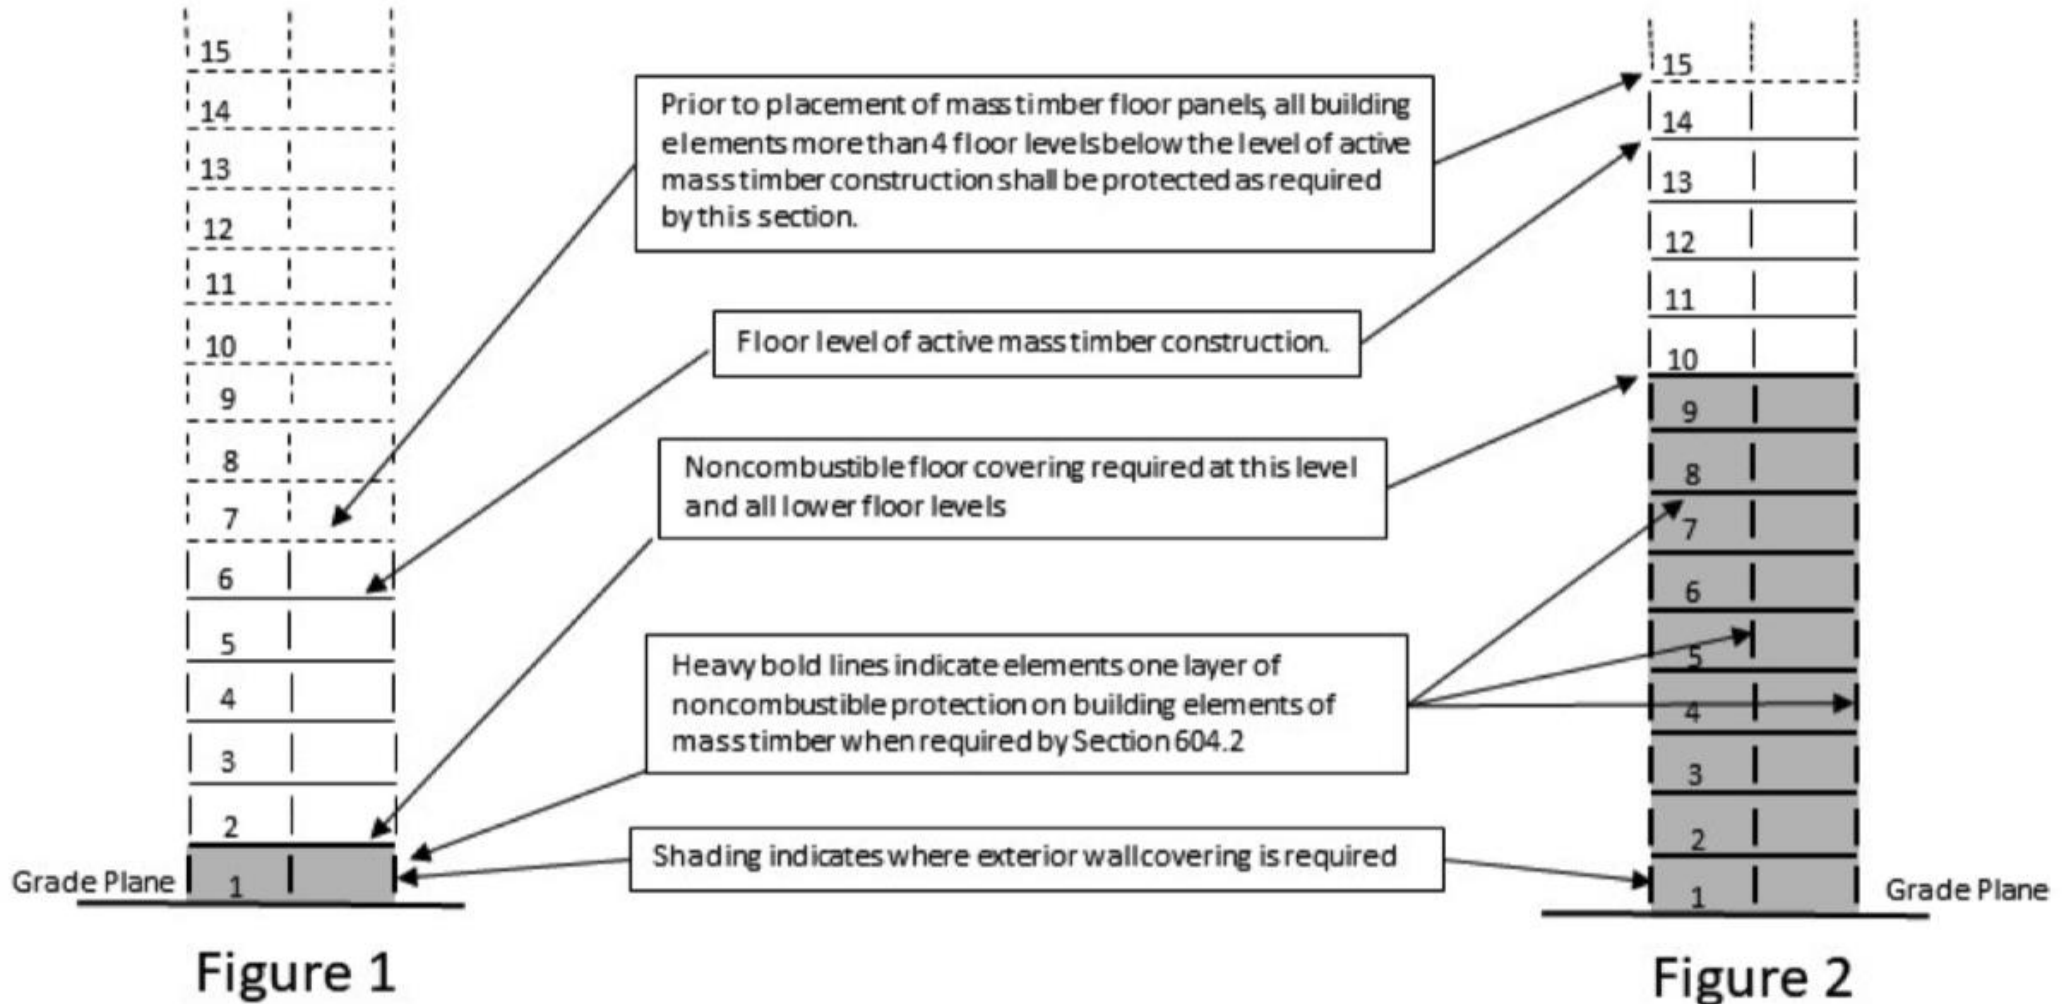 15
14
13
12
11
10
9
8
7
6
5
4
3
2
1
Grade Plane
Figure 1
Prior to placement of mass timber floor panels, all building
elements more than 4 floor levels below the level of active
mass timber construction shall be protected as required
by this section.
Floor level of active mass timber construction.
Noncombustible floor covering required at this level
and all lower floor levels
Heavy bold lines indicate elements one layer of
noncombustible protection on building elements of
mass timber when required by Section 604.2
Shading indicates where exterior wall covering is required
15
14
13
12
11
10
9
8
7
6
5
4
3
2
1
Grade Plane
Figure 2